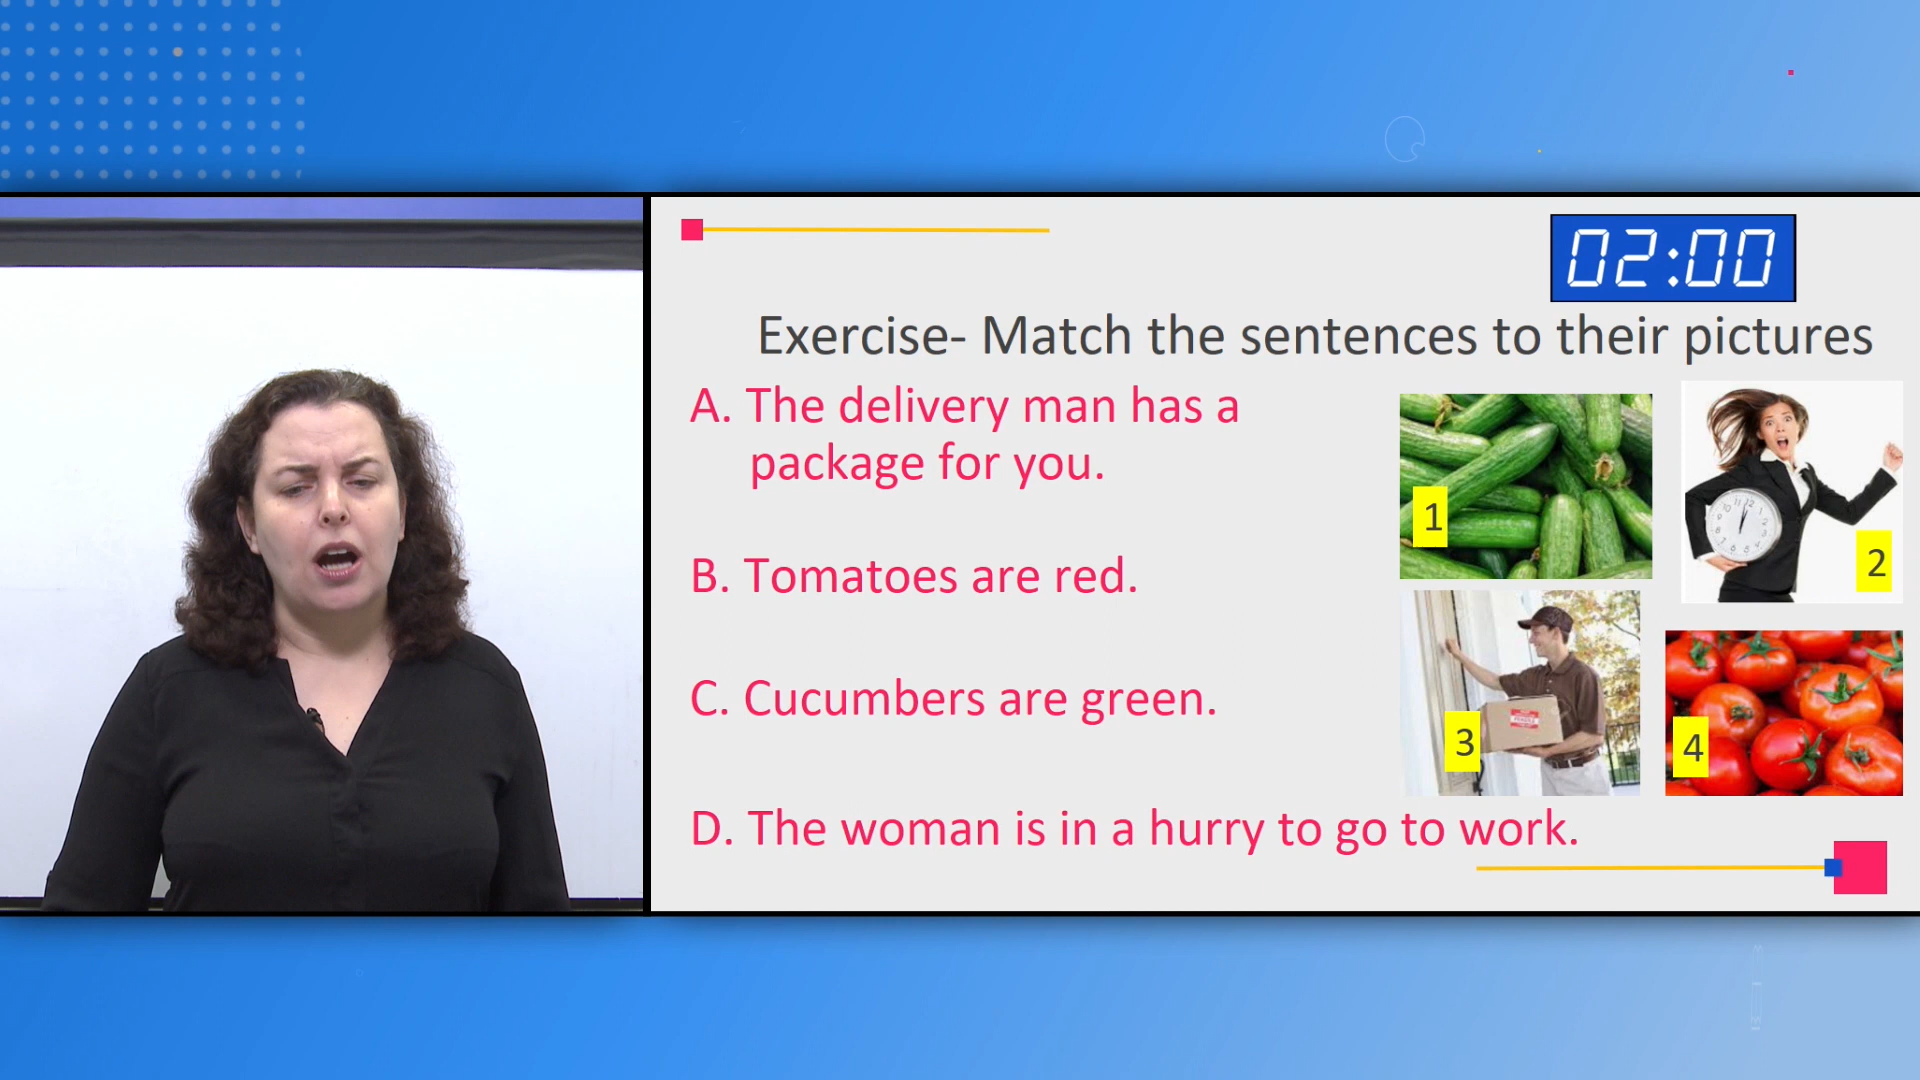 02:00
Exercise- Match the sentences to their pictures
A. The delivery man has a
package for you.
B. Tomatoes are red.
C. Cucumbers are green.
D. The woman is in a hurry to go to work.
1
2
3
4